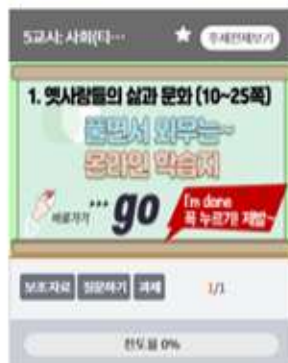 5교시: 사회(티…
주제전체보기
1. 옛사람들의 삶과 문화 (10~25쪽)
풀면서 외우는~
온라인 학습지
바로가기 … go
I'm done
꼭 누르기! 제발~
보조자료 질문하기 과제 1/1
진도율 0%